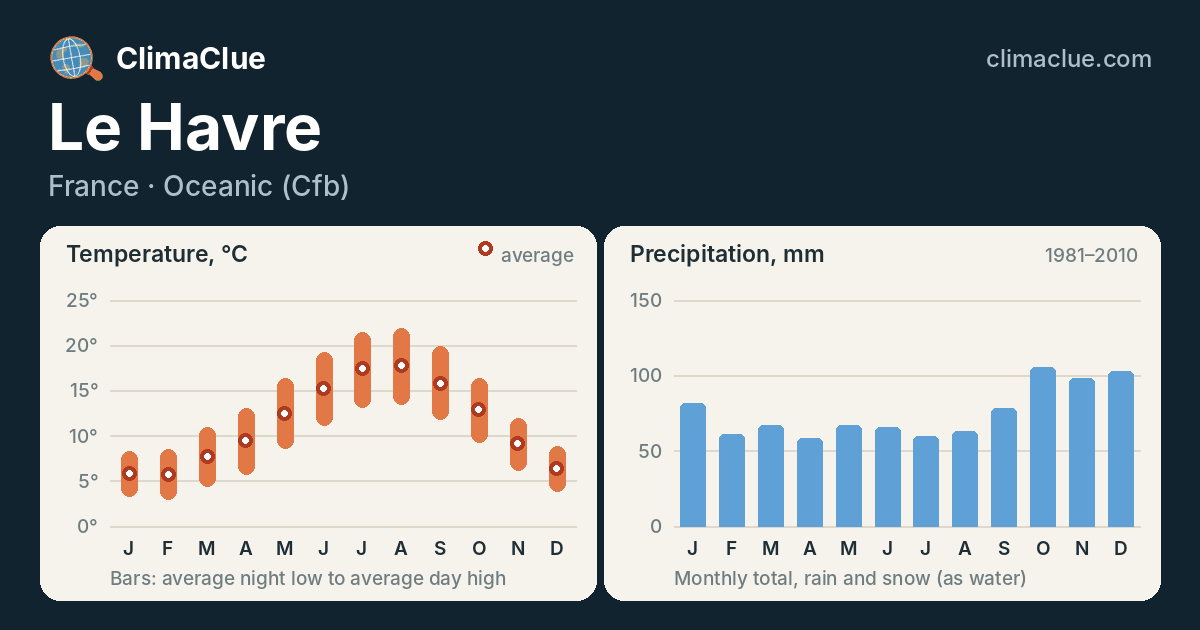 ClimaClue
climaclue.com
Le Havre
France · Oceanic (Cfb)
Temperature, °C
average
25°
20°
15°
10°
5°
0°
J F M A M J J A S O N D
Bars: average night low to average day high
Precipitation, mm
1981–2010
150
100
50
0
J F M A M J J A S O N D
Monthly total, rain and snow (as water)